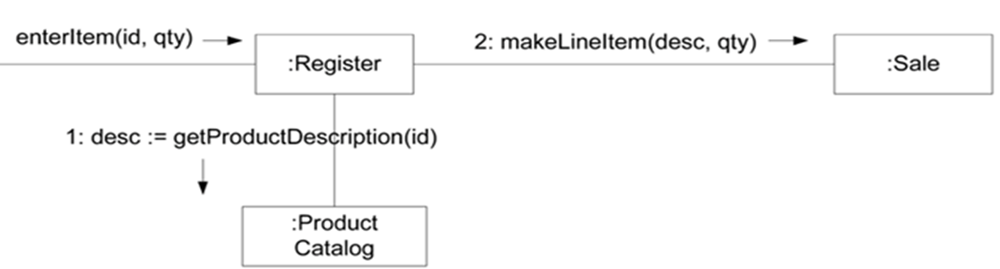 enterItem(id, qty)
2: makeLineItem(desc, qty)
:Register
:Sale
1: desc := getProductDescription(id)
:Product
Catalog